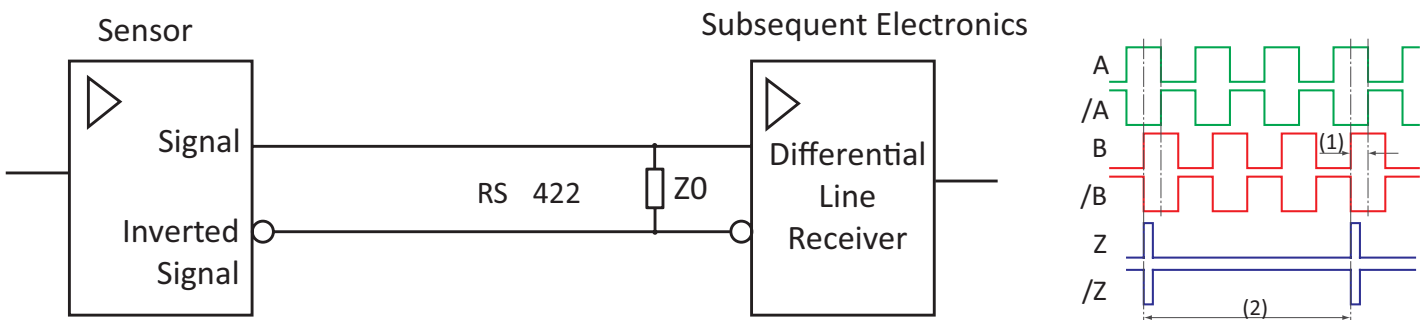 Sensor
Signal
Inverted
Signal
RS 422
Z0
Subsequent Electronics
Differential
Line
Receiver
A
/A
B
(1)
/B
Z
/Z
(2)